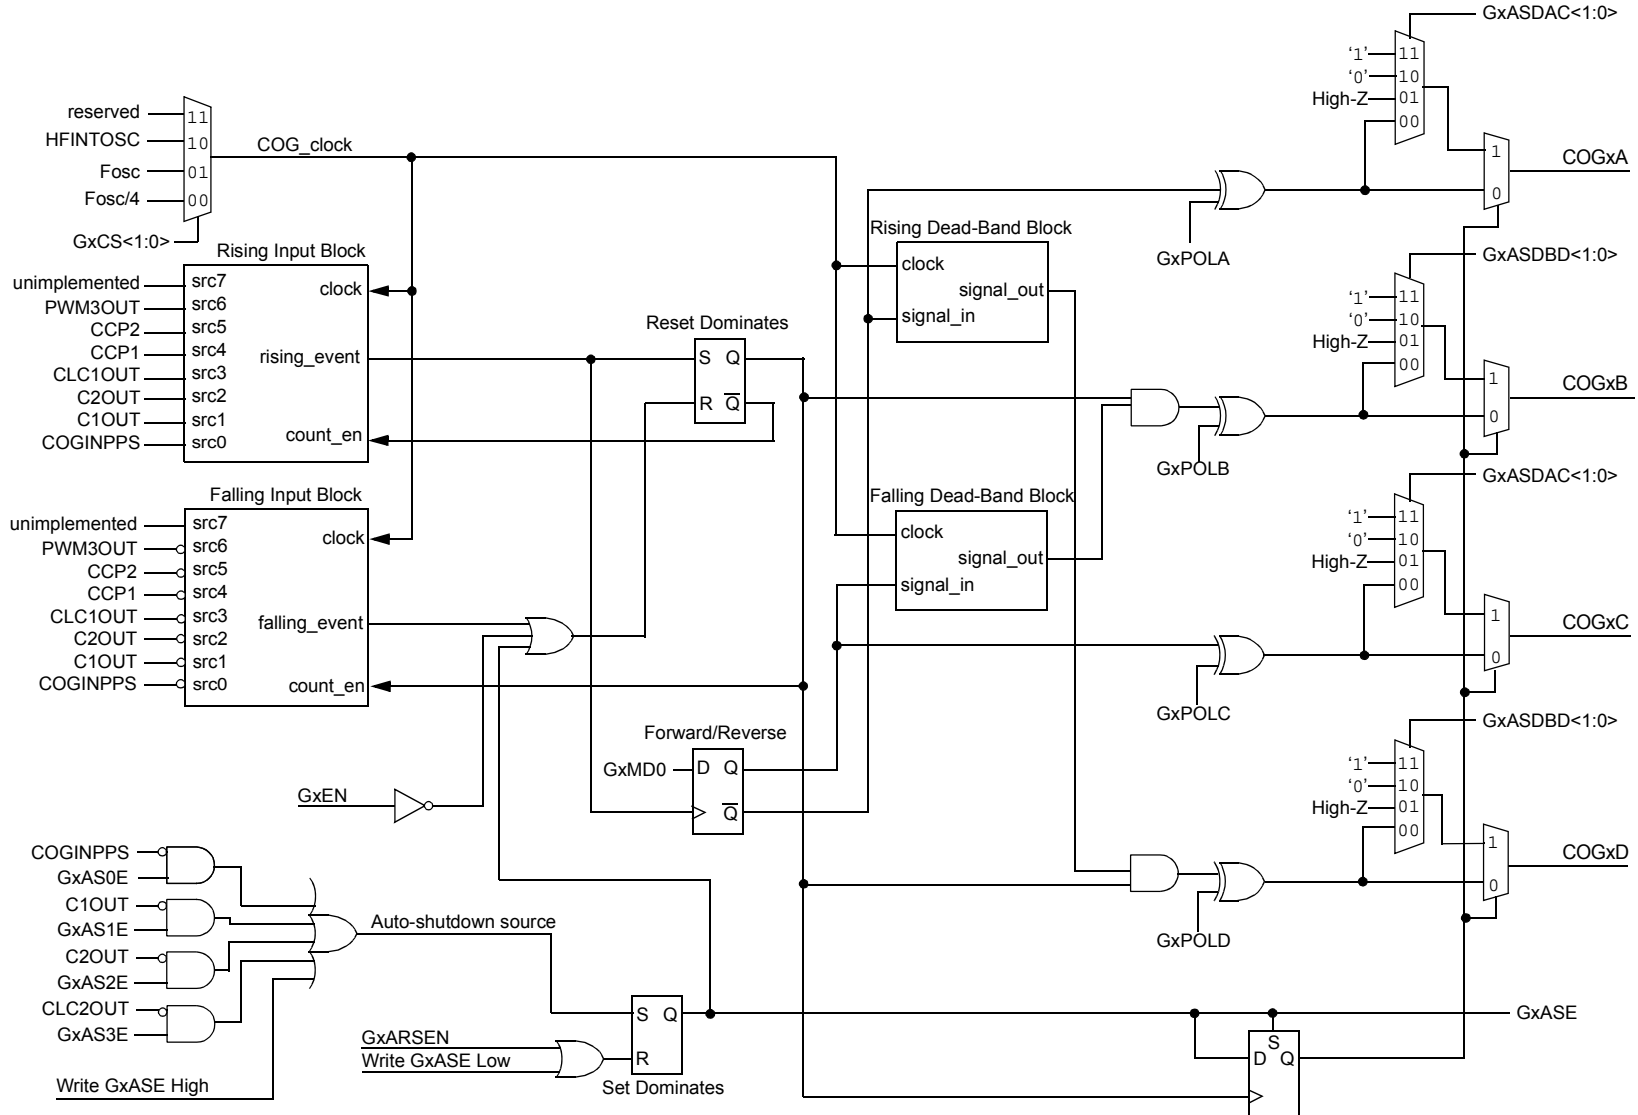 GxASDAC<1:0>
'1' 11
'0' 10
High-Z 01
00
1
COGxA
0
GxPOLA
reserved 11
HFINTOSC 10
COG_clock
Fosc 01
Fosc/4 00
GxCS<1:0>
Rising Input Block
unimplemented src7
clock
PWM3OUT src6
CCP2 src5
CCP1 src4
rising_event
CLC1OUT src3
C2OUT src2
C1OUT src1
count_en
COGINPPS src0
Reset Dominates
S Q
R Q
Rising Dead-Band Block
clock
signal_out
signal_in
GxASDBD<1:0>
'1' 11
'0' 10
High-Z 01
00
1
COGxB
0
GxPOLB
Falling Input Block
unimplemented src7
clock
PWM3OUT src6
CCP2 src5
CCP1 src4
CLC1OUT src3
falling_event
C2OUT src2
C1OUT src1
COGINPPS src0
count_en
Falling Dead-Band Block
clock
signal_out
signal_in
GxASDAC<1:0>
'1' 11
'0' 10
High-Z 01
00
1
COGxC
0
GxPOLC
Forward/Reverse
GxMD0 D Q
Q
GxEN
GxASDBD<1:0>
'1' 11
'0' 10
High-Z 01
00
1
COGxD
0
GxPOLD
COGINPPS
GxAS0E
C1OUT
GxAS1E
C2OUT
GxAS2E
CLC2OUT
GxAS3E
Write GxASE High
Auto-shutdown source
S Q
R
GxARSEN
Write GxASE Low
Set Dominates
GxASE
S
D Q